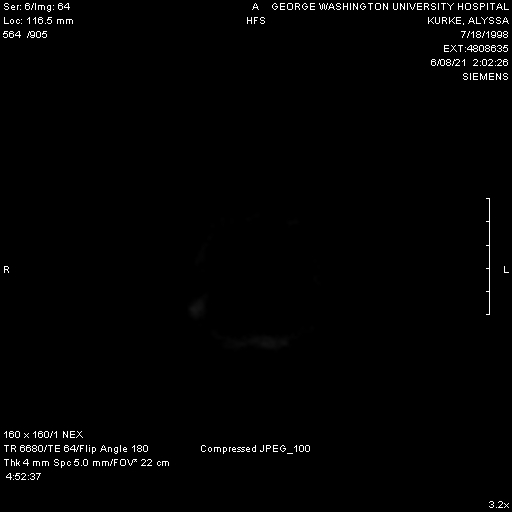 Ser: 6/Img: 64
Loc: 116.5 mm
564 /905
A
HFS
GEORGE WASHINGTON UNIVERSITY HOSPITAL
KURKE, ALYSSA
7/18/1998
EXT:4808635
6/08/21 2:02:26
SIEMENS
R
L
160 x 160/1 NEX
TR 6680/TE 64/Flip Angle 180
Thk 4 mm Spc 5.0 mm/FOV* 22 cm
4:52:37
Compressed JPEG_100
3.2x